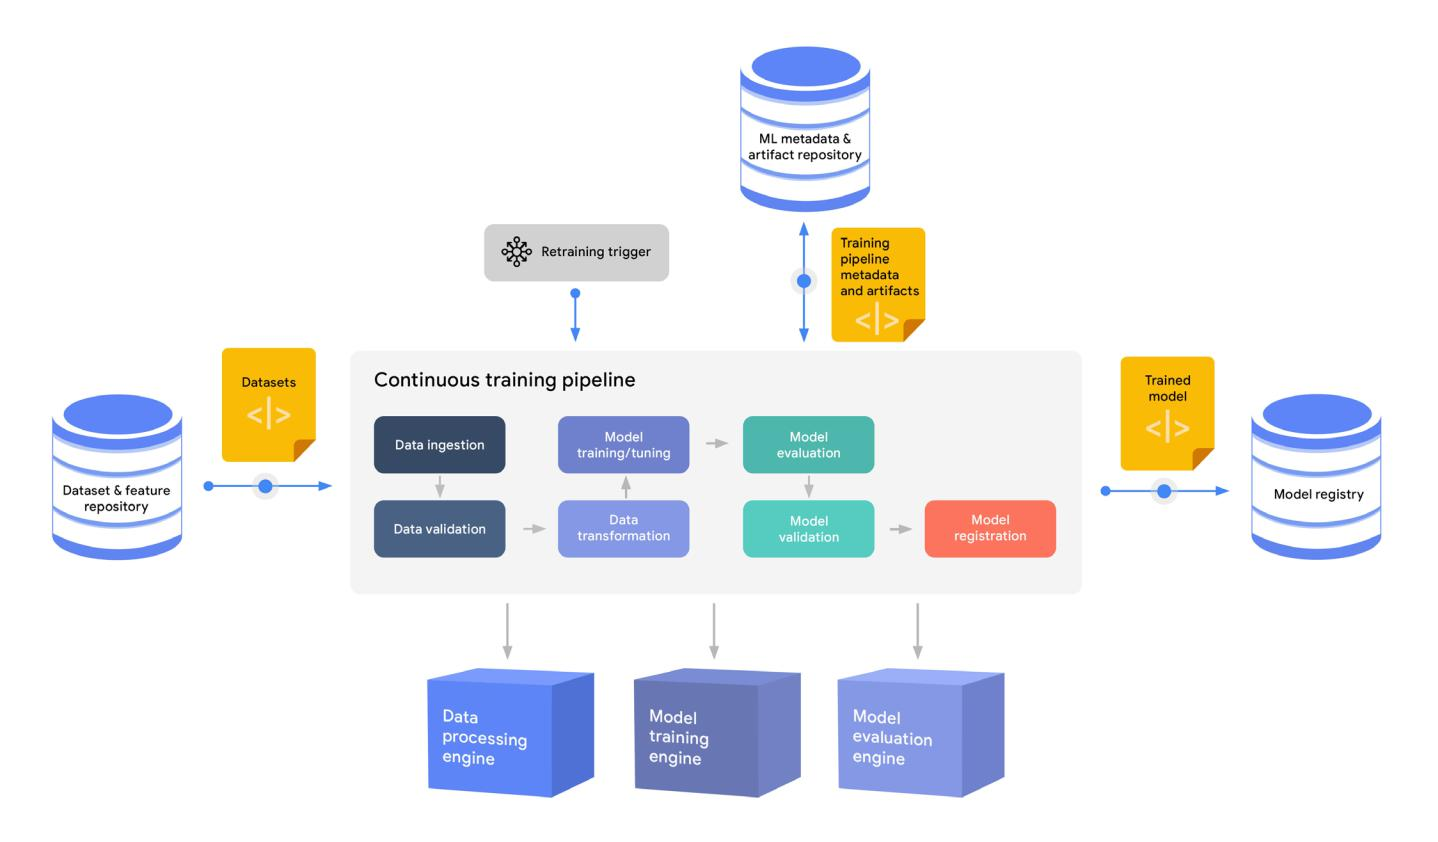 ML metadata &
artifact repository
Retraining trigger
Training
pipeline
metadata
and artifacts
<|>
Datasets
<|>
Trained
model
<|>
Dataset & feature
repository
Continuous training pipeline
Data ingestion
Model
training/tuning
Model
evaluation
Data validation
Data
transformation
Model
validation
Model
registration
Model registry
Data
processing
engine
Model
training
engine
Model
evaluation
engine